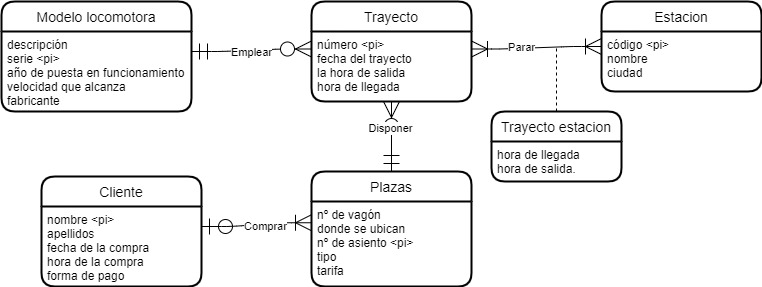 Modelo locomotora
descripción
serie <pi>
año de puesta en funcionamiento
velocidad que alcanza
fabricante
Emplear
Trayecto
número <pi>
fecha del trayecto
la hora de salida
hora de llegada
Parar
Estacion
código <pi>
nombre
ciudad
Trayecto estacion
hora de llegada
hora de salida.
Disponer
Cliente
nombre <pi>
apellidos
fecha de la compra
hora de la compra
forma de pago
Comprar
Plazas
nº de vagón
donde se ubican
nº de asiento <pi>
tipo
tarifa